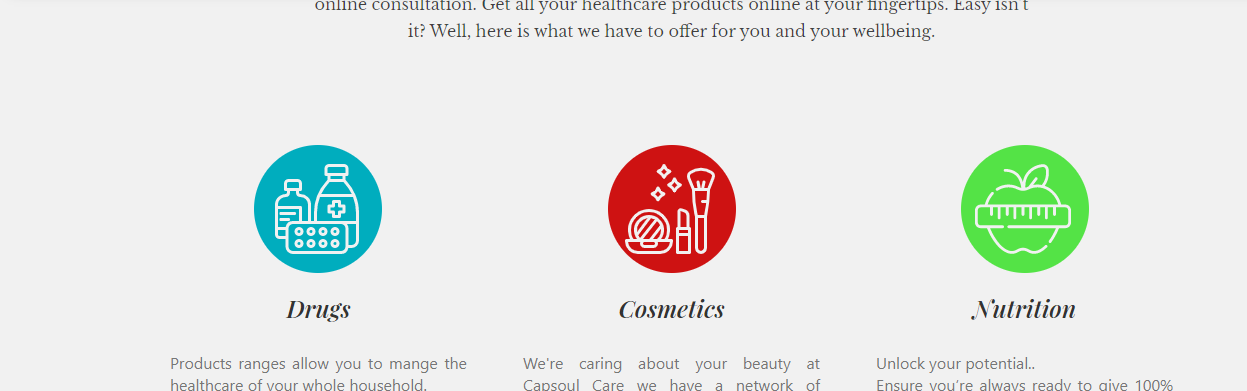 online consultation. Get all your healthcare products online at your fingertips. Easy isn't
it? Well, here is what we have to offer for you and your wellbeing.
Drugs
Cosmetics
Nutrition
Products ranges allow you to mange the
healthcare of your whole household.
We're caring about your beauty at
Capsoul Care we have a network of
Unlock your potential..
Ensure you're always ready to give 100%